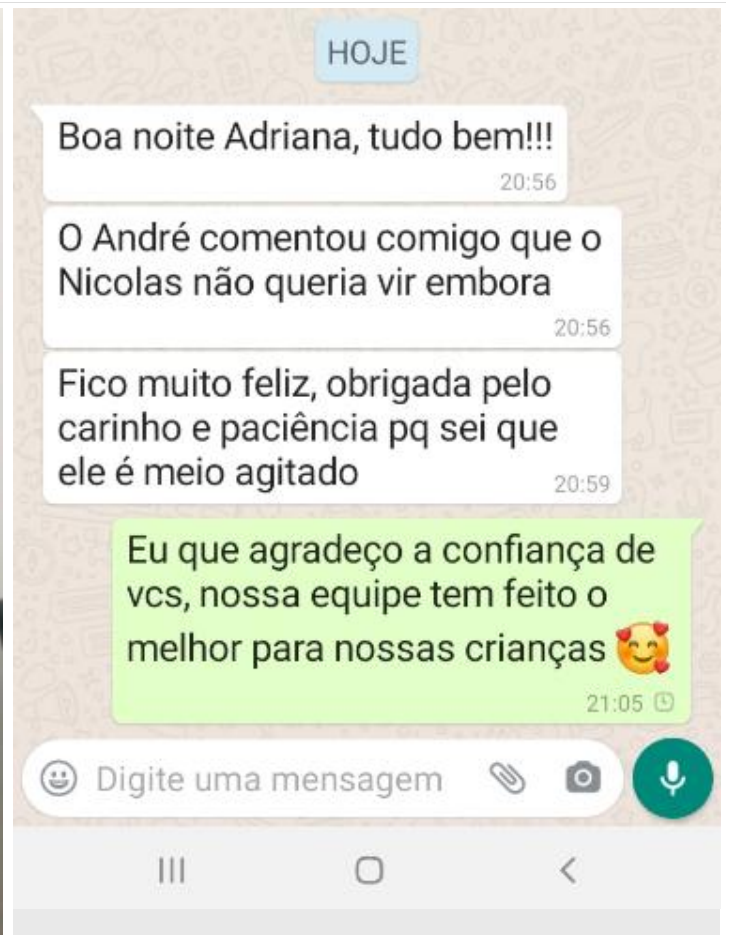 HOJE
Boa noite Adriana, tudo bem!!!
20:56
O André comentou comigo que o
Nicolas não queria vir embora
20:56
Fico muito feliz, obrigada pelo
carinho e paciência pq sei que
ele é meio agitado
20:59
Eu que agradeço a confiança de
vcs, nossa equipe tem feito o
melhor para nossas crianças 🥰
21:05
Digite uma mensagem